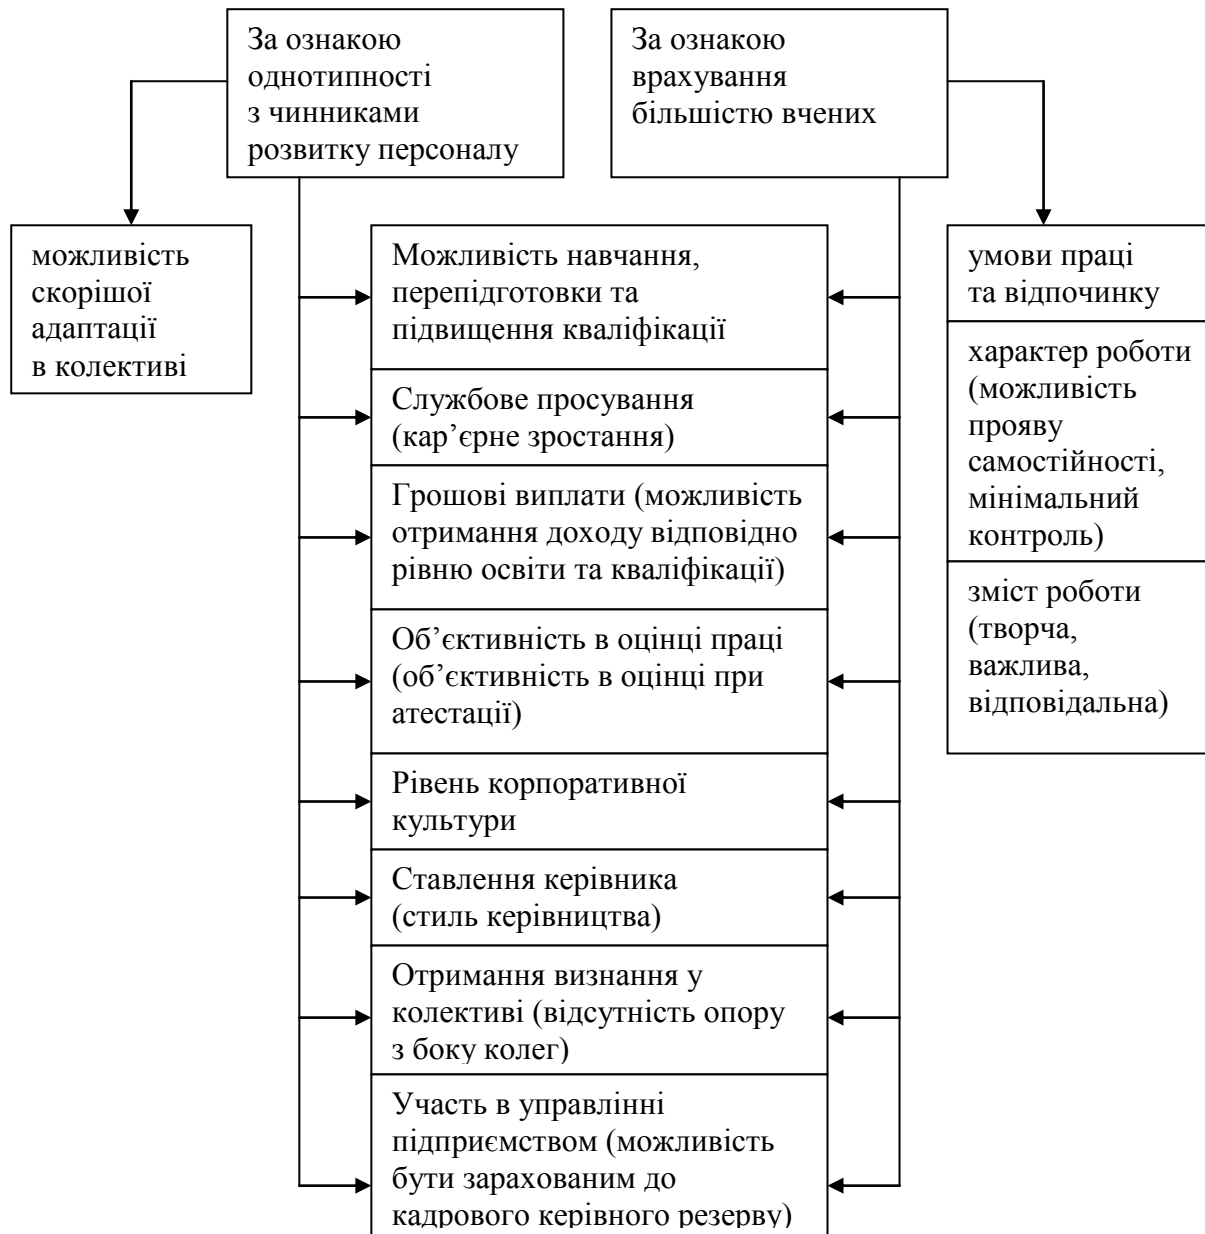 За ознакою
однотипності
з чинниками
розвитку персоналу
За ознакою
врахування
більшістю вчених
можливість
скорішої
адаптації
в колективі
Можливість навчання,
перепідготовки та
підвищення кваліфікації
Службове просування
(кар’єрне зростання)
Грошові виплати (можливість
отримання доходу відповідно
рівню освіти та кваліфікації)
Об’єктивність в оцінці праці
(об’єктивність в оцінці при
атестації)
Рівень корпоративної
культури
Ставлення керівника
(стиль керівництва)
Отримання визнання у
колективі (відсутність опору
з боку колег)
Участь в управлінні
підприємством (можливість
бути зарахованим до
кадрового керівного резерву)
умови праці
та відпочинку
характер роботи
(можливість
прояву
самостійності,
мінімальний
контроль)
зміст роботи
(творча,
важлива,
відповідальна)